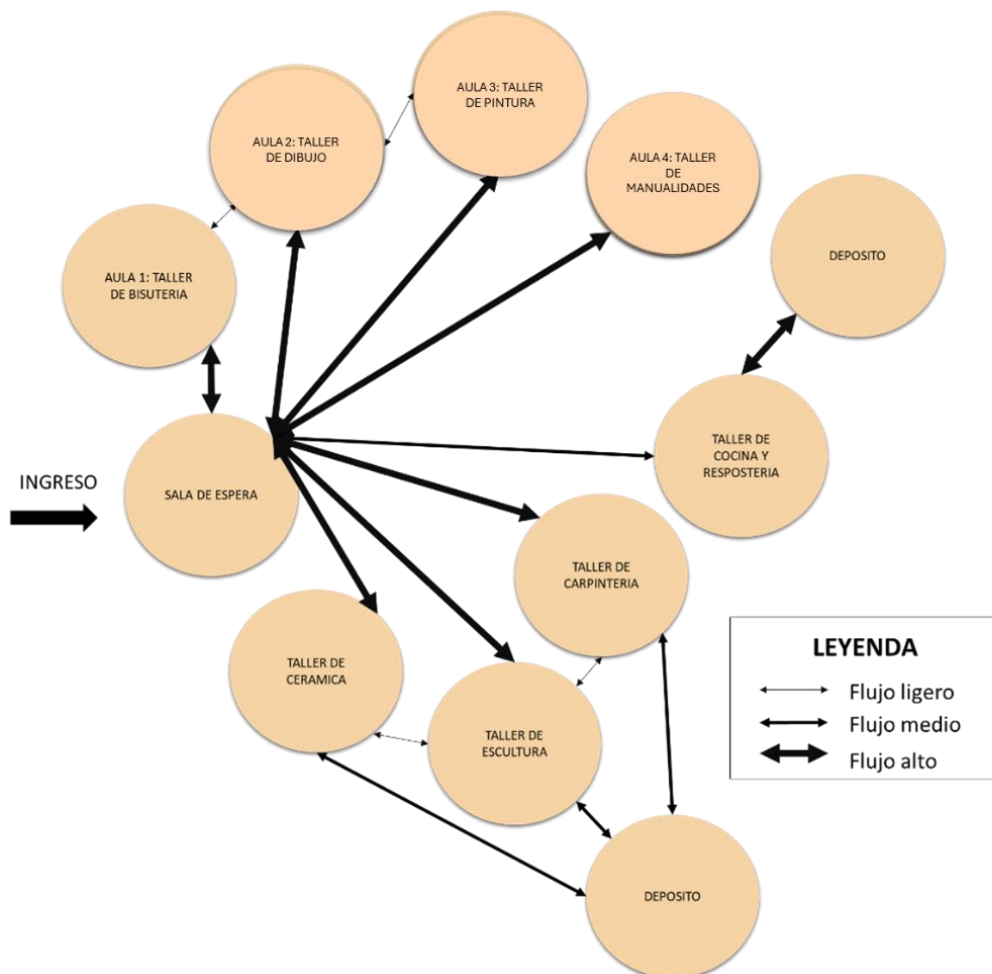 AULA 3: TALLER
DE PINTURA
AULA 2: TALLER
DE DIBUJO
AULA 4: TALLER
DE
MANUALIDADES
AULA 1: TALLER
DE BISUTERIA
DEPOSITO
TALLER DE
COCINA Y
RESPOSTERIA
INGRESO
SALA DE ESPERA
TALLER DE
CARPINTERIA
TALLER DE
CERAMICA
TALLER DE
ESCULTURA
DEPOSITO
LEYENDA
Flujo ligero
Flujo medio
Flujo alto